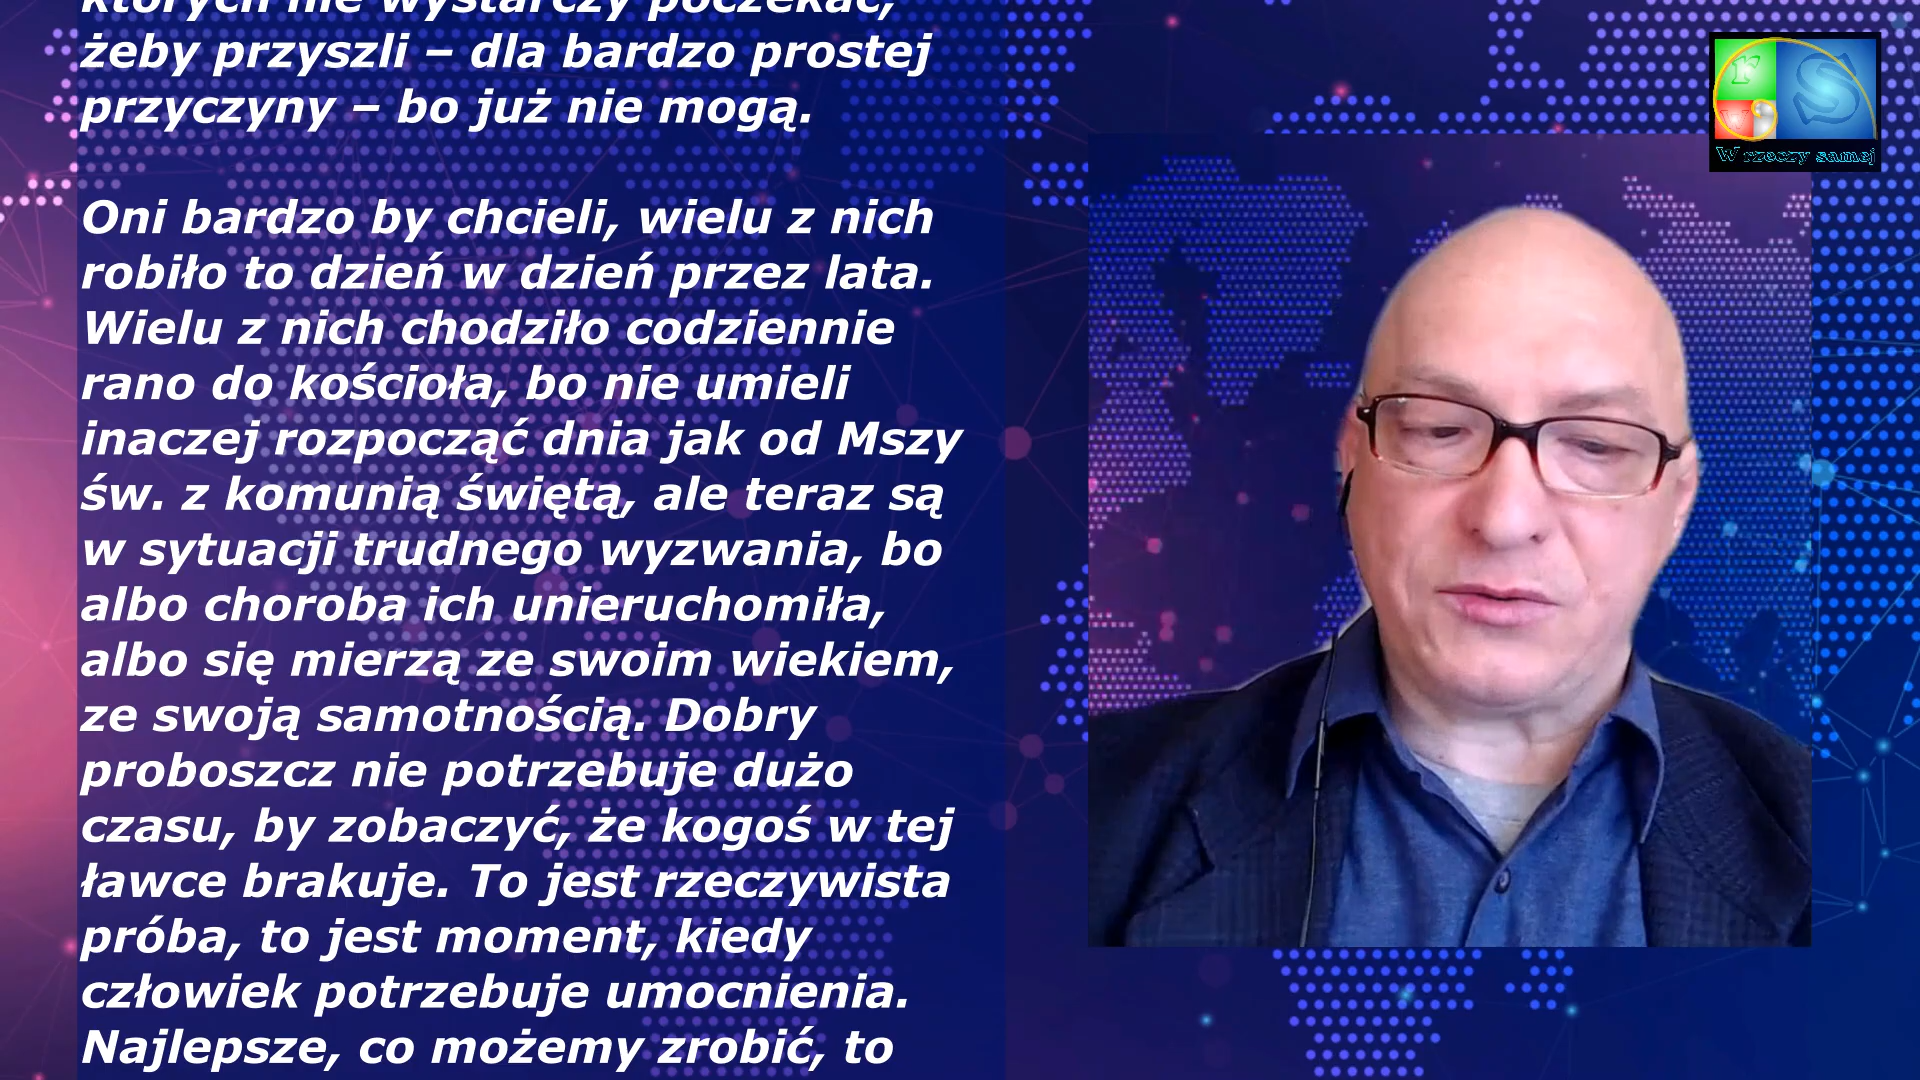 których nie wystarczy poczekać,
żeby przyszli – dla bardzo prostej
przyczyny – bo już nie mogą.
Oni bardzo by chcieli, wielu z nich
robiło to dzień w dzień przez lata.
Wielu z nich chodziło codziennie
rano do kościoła, bo nie umieli
inaczej rozpocząć dnia jak od Mszy
św. z komunią świętą, ale teraz są
w sytuacji trudnego wyzwania, bo
albo choroba ich unieruchomiła,
albo się mierzą ze swoim wiekiem,
ze swoją samotnością. Dobry
proboszcz nie potrzebuje dużo
czasu, by zobaczyć, że kogoś w tej
ławce brakuje. To jest rzeczywista
próba, to jest moment, kiedy
człowiek potrzebuje umocnienia.
Najlepsze, co możemy zrobić, to
r S
W rzeczy samej